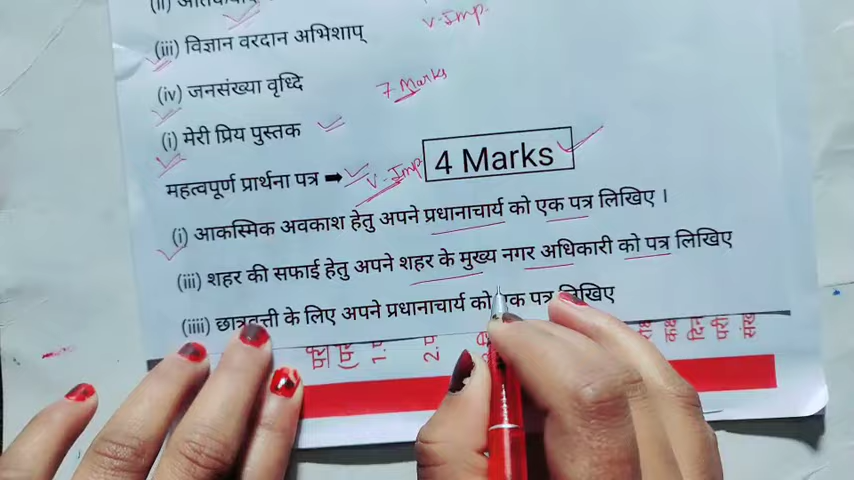 (ii)
V-Imp.
(iii) विज्ञान वरदान अभिशाप्
(iv) जनसंख्या वृध्दि
7 Marks
(i) मेरी प्रिय पुस्तक
4 Marks
महत्वपूर्ण प्रार्थना पत्र ➡ V-Imp
(i) आकस्मिक अवकाश हेतु अपने प्रधानाचार्य को एक पत्र लिखिए ।
(iii) शहर की सफाई हेतु अपने शहर के मुख्य नगर अधिकारी को पत्र लिखिए
(iiii) छात्रवृत्ती के लिए अपने प्रधानाचार्य को एक पत्र लिखिए